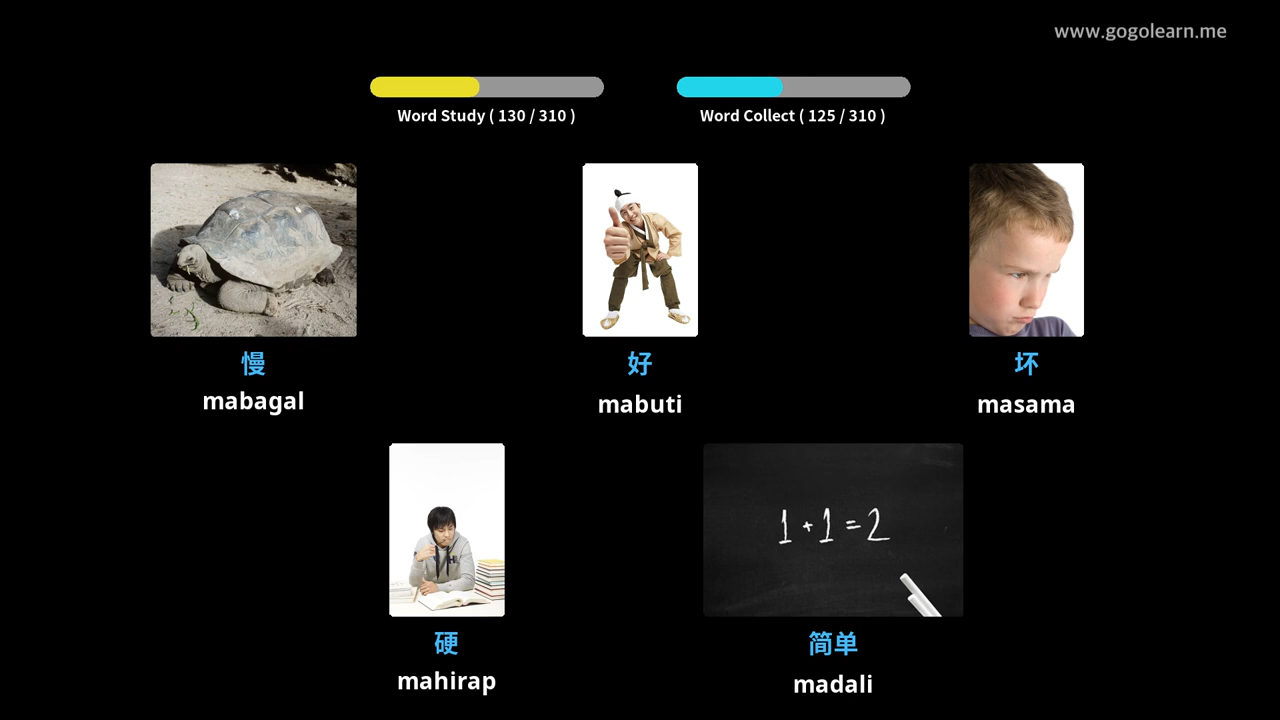 www.gogolearn.me
Word Study ( 130 / 310 )
Word Collect ( 125 / 310 )
慢
mabagal
好
mabuti
坏
masama
1+1=2
硬
mahirap
简单
madali